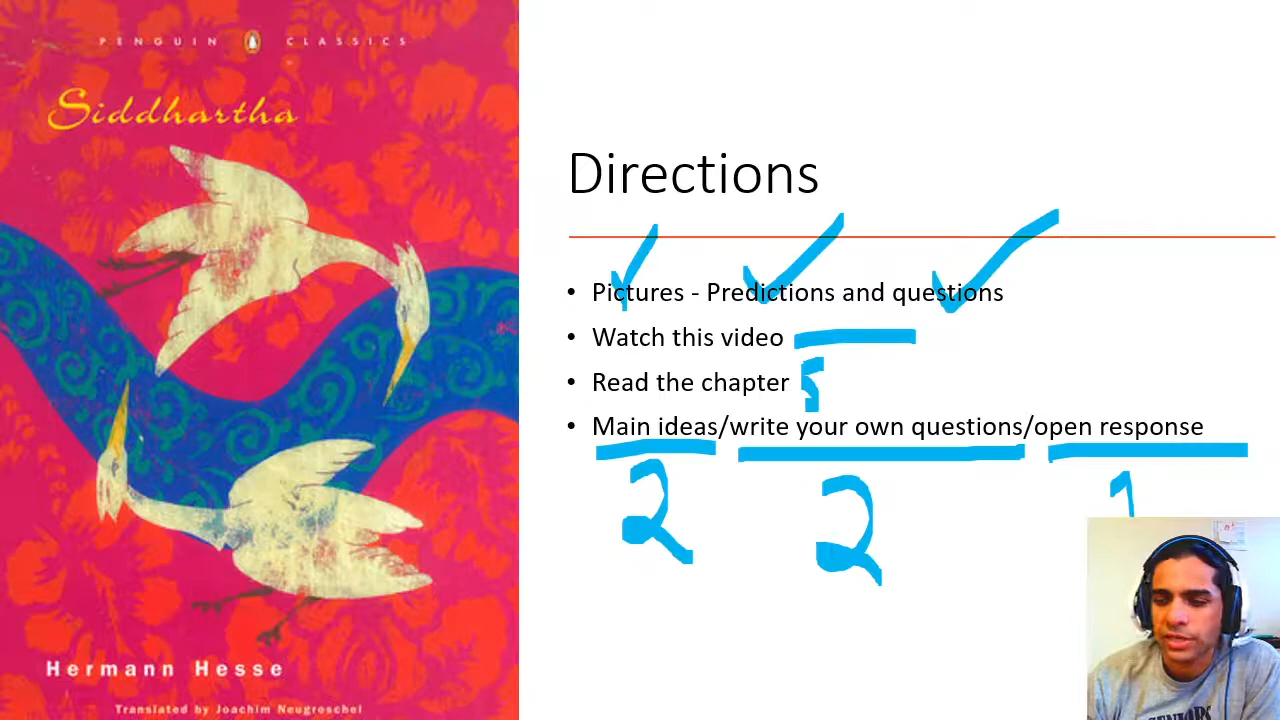 PENGUIN CLASSICS
Siddhartha
Hermann Hesse
Translated by Joachim Neugroschel
Directions
• Pictures - Predictions and questions
• Watch this video
• Read the chapter 5
• Main ideas/write your own questions/open response
2 2 1
SENIORS